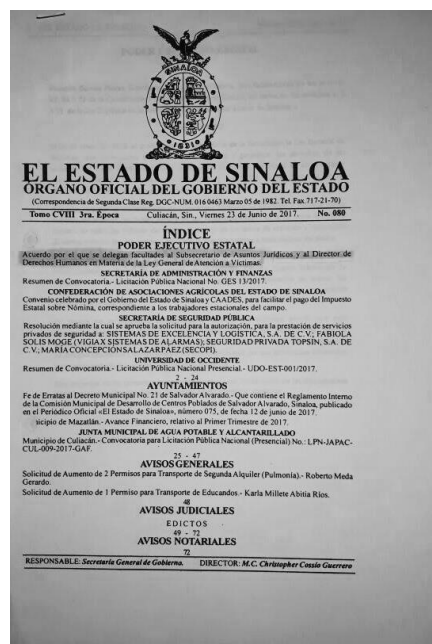 SINALOA
EL ESTADO DE SINALOA
ÓRGANO OFICIAL DEL GOBIERNO DEL ESTADO
(Correspondencia de Segunda Clase Reg. DGC-NUM. 016 0463 Marzo 05 de 1982. Tel. Fax. 717-21-70)
Tomo CVIII 3ra. Época Culiacán, Sin., Viernes 23 de Junio de 2017. No. 080
ÍNDICE
PODER EJECUTIVO ESTATAL
Acuerdo por el que se delegan facultades al Subsecretario de Asuntos Jurídicos y al Director de
Derechos Humanos en Materia de la Ley General de Atención a Víctimas.
SECRETARÍA DE ADMINISTRACIÓN Y FINANZAS
Resumen de Convocatoria.- Licitación Pública Nacional No. GES 13/2017.
CONFEDERACIÓN DE ASOCIACIONES AGRÍCOLAS DEL ESTADO DE SINALOA
Convenio celebrado por el Gobierno del Estado de Sinaloa y CAADES, para facilitar el pago del Impuesto
Estatal sobre Nómina, correspondiente a los trabajadores estacionales del campo.
SECRETARÍA DE SEGURIDAD PÚBLICA
Resolución mediante la cual se aprueba la solicitud para la autorización, para la prestación de servicios
privados de seguridad a: SISTEMAS DE EXCELENCIA Y LOGÍSTICA, S.A. DE C.V.; FABIOLA
SOLIS MOGE (VIGIAX SISTEMAS DE ALARMAS); SEGURIDAD PRIVADA TOPSÍN, S.A. DE
C.V.; MARÍA CONCEPCIÓN SALAZAR PAEZ (SECOPI).
UNIVERSIDAD DE OCCIDENTE
Resumen de Convocatoria.- Licitación Pública Nacional Presencial.- UDO-EST-001/2017.
2 - 24
AYUNTAMIENTOS
Fe de Erratas al Decreto Municipal No. 21 de Salvador Alvarado.- Que contiene el Reglamento Interno
de la Comisión Municipal de Desarrollo de Centros Poblados de Salvador Alvarado, Sinaloa, publicado
en el Periódico Oficial «El Estado de Sinaloa», número 075, de fecha 12 de junio de 2017.
icipio de Mazatlán.- Avance Financiero, relativo al Primer Trimestre de 2017.
JUNTA MUNICIPAL DE AGUA POTABLE Y ALCANTARILLADO
Municipio de Culiacán.- Convocatoria para Licitación Pública Nacional (Presencial) No.: LPN-JAPAC-
CUL-009-2017-GAF.
25 - 47
AVISOS GENERALES
Solicitud de Aumento de 2 Permisos para Transporte de Segunda Alquiler (Pulmonía).- Roberto Meda
Gerardo.
Solicitud de Aumento de 1 Permiso para Transporte de Educandos.- Karla Millete Abitia Ríos.
48
AVISOS JUDICIALES
EDICTOS
49 - 72
AVISOS NOTARIALES
72
RESPONSABLE: Secretaría General de Gobierno. DIRECTOR: M.C. Christopher Cossío Guerrero